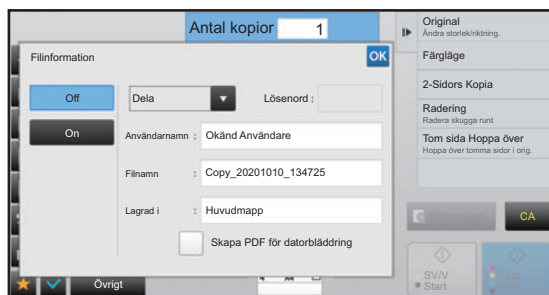 Antal kopior 1
Filinformation
OK
Off
On
Dela
Lösenord :
Användarnamn : Okänd Användare
Filnamn : Copy_20201010_134725
Lagrad i : Huvudmapp
Skapa PDF för datorbläddring
Övrigt
Original
Ändra storlek/riktning.
Färgläge
2-Sidors Kopia
Radering
Radera skugga runt
Tom sida Hoppa över
Hoppa över tomma sidor i orig.
CA
SV/V
Start